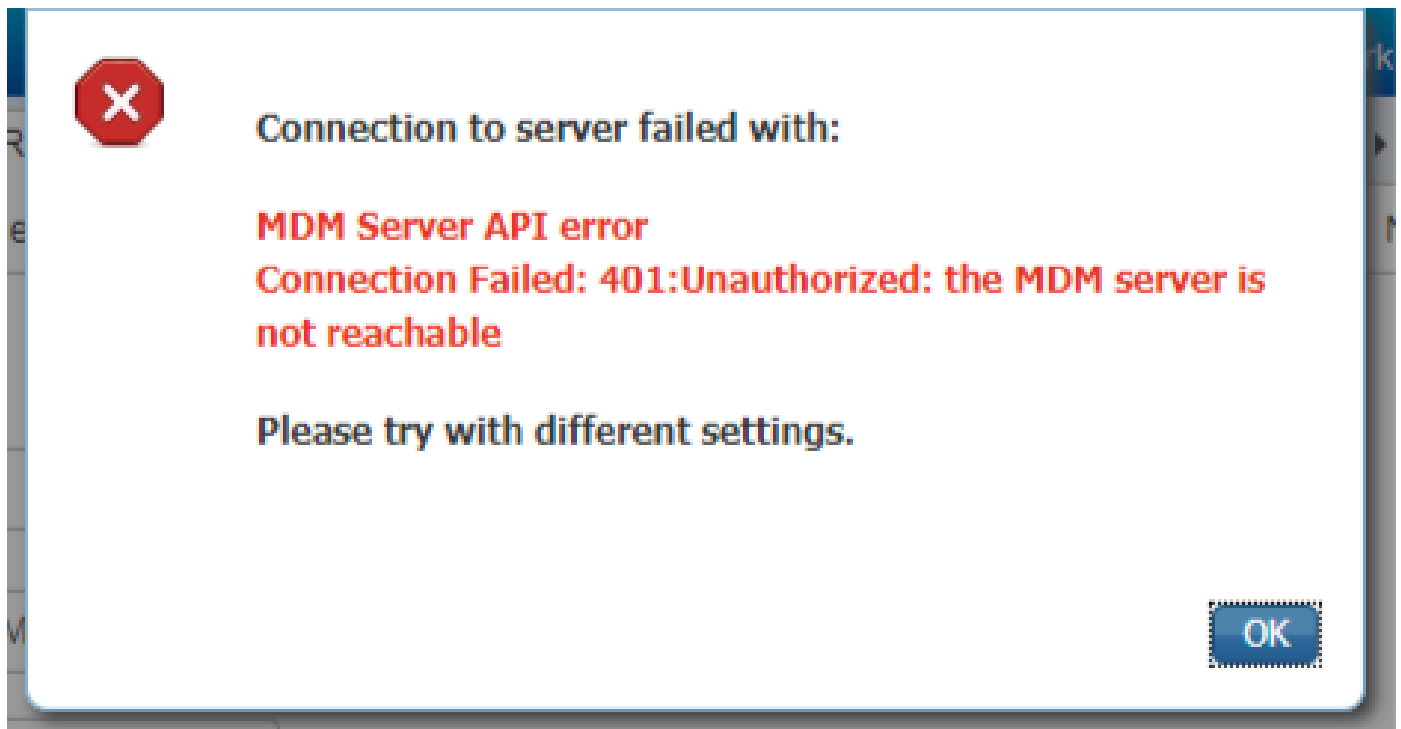 rk
R
Connection to server failed with:
e
MDM Server API error
Connection Failed: 401:Unauthorized: the MDM server is
not reachable
Please try with different settings.
M
OK